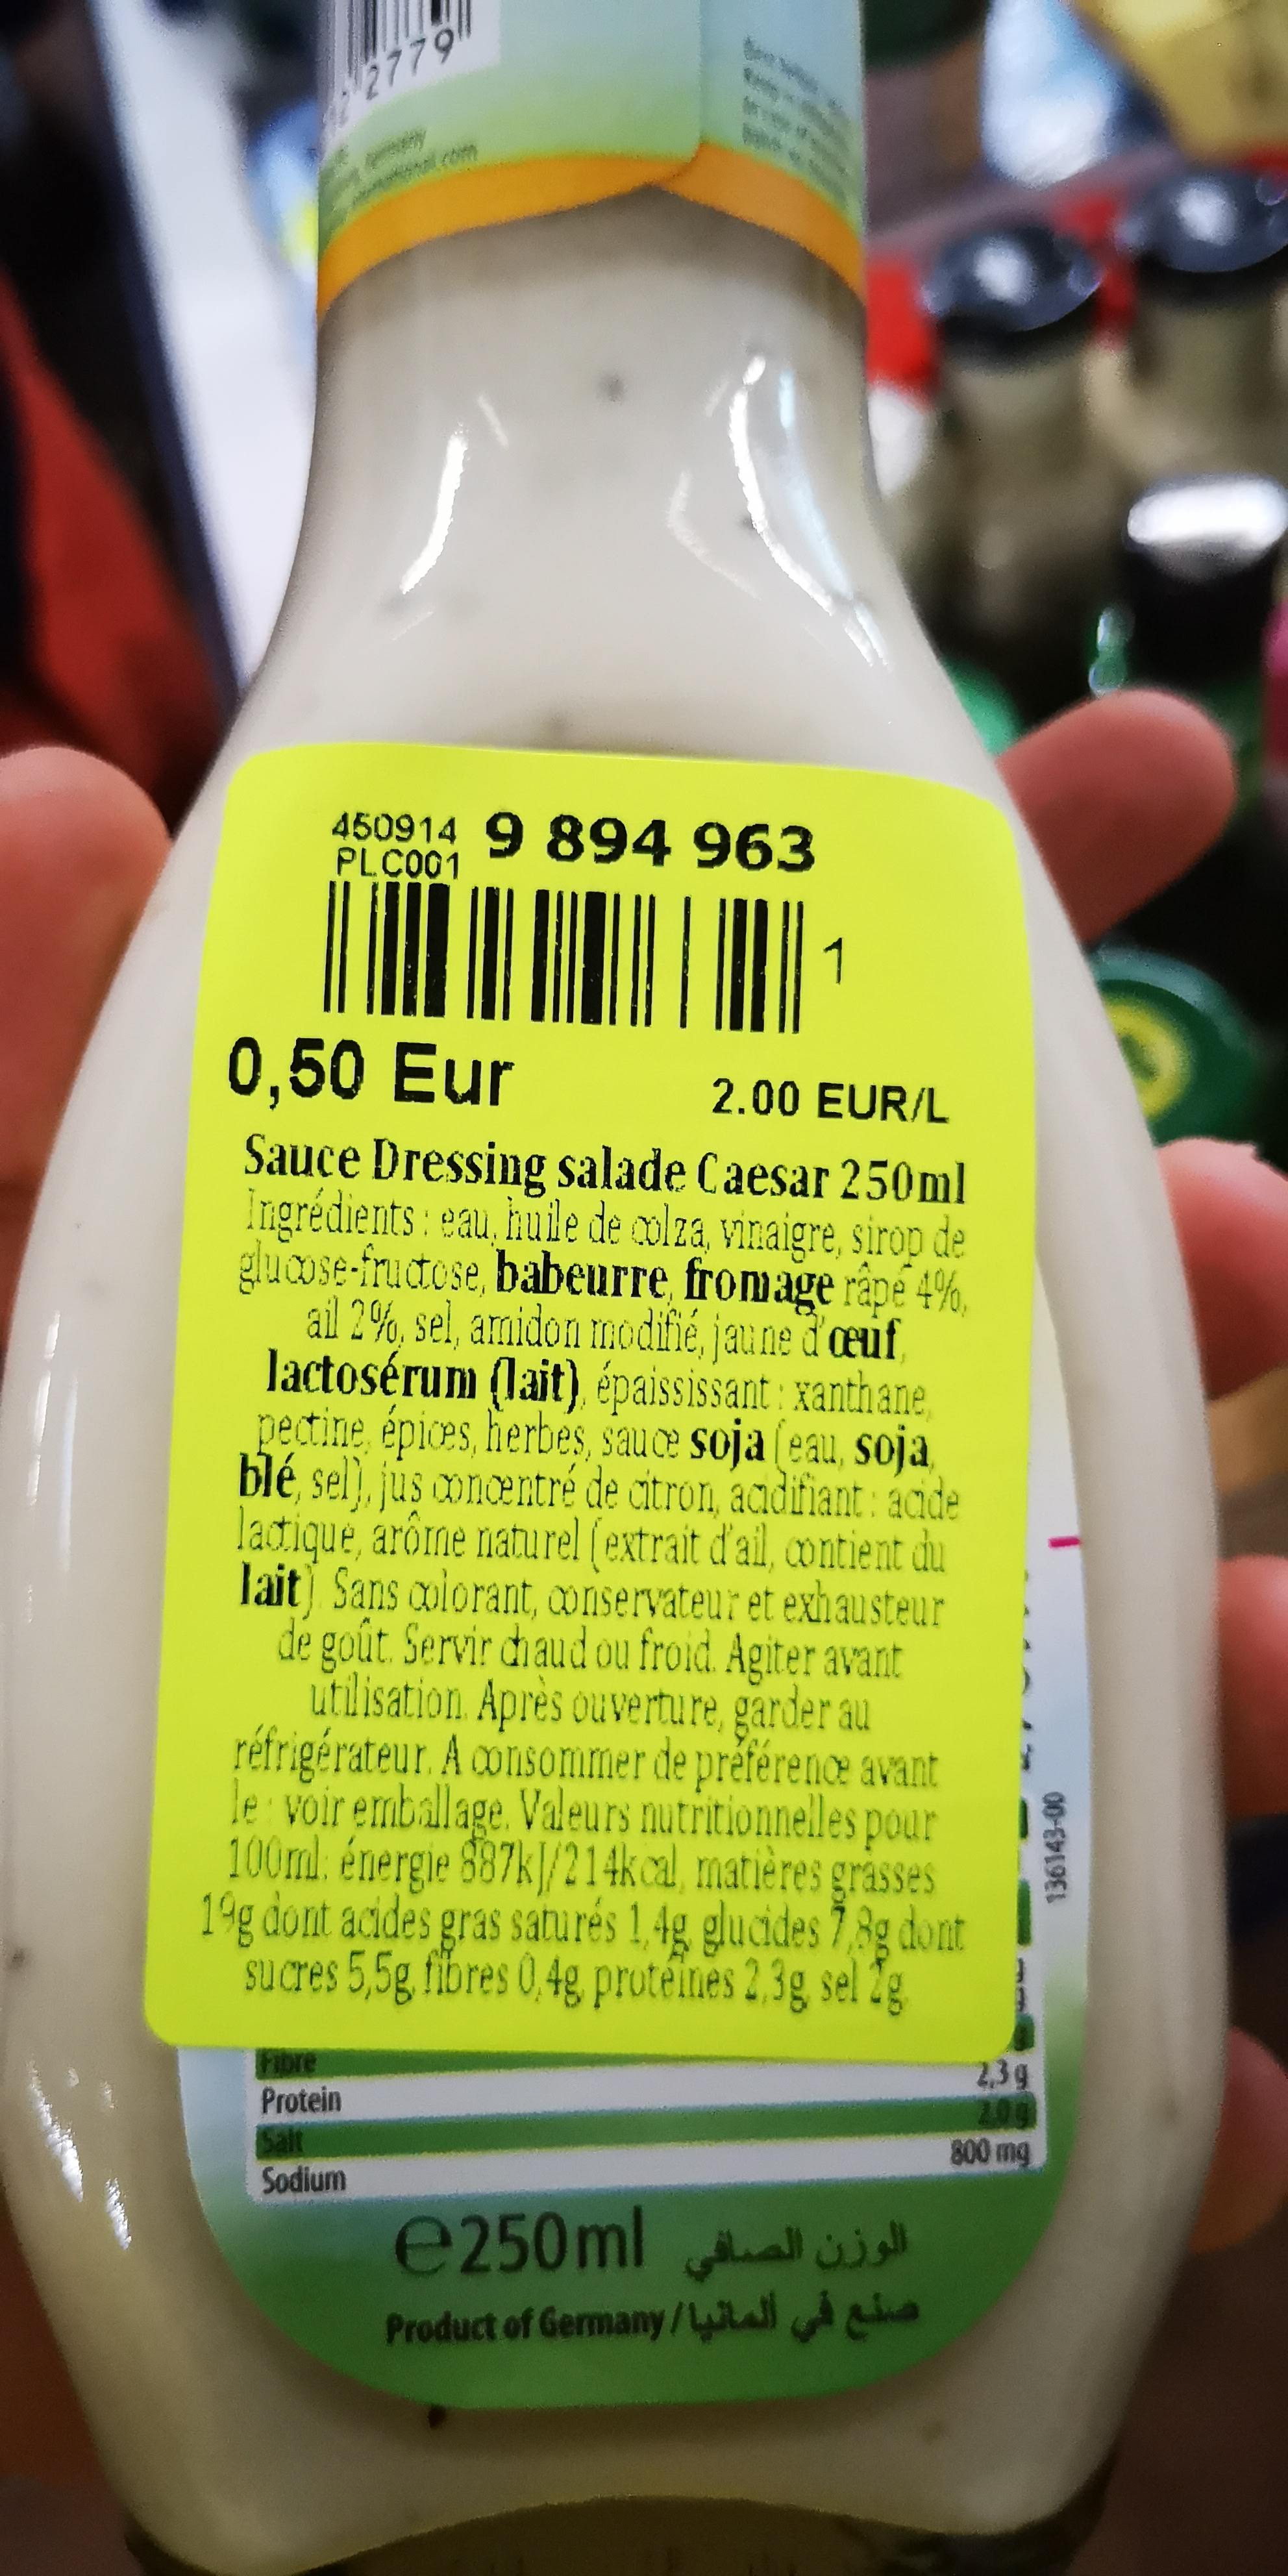 2779
450914 9 894 963
PLC001
1
0,50 Eur 2.00 EUR/L
Sauce Dressing salade Caesar 250ml
Ingrédients : eau, huile de colza, vinaigre, sirop de
glucose-fructose, babeurre, fromage râpé 4%,
ail 2%, sel, amidon modifié, jaune d'œuf,
lactosérum (lait), épaississant : xanthane,
pectine, épices, herbes, sauce soja (eau, soja,
blé, sel), jus concentré de citron, acidifiant : acide
lactique, arôme naturel (extrait d'ail, contient du
lait). Sans colorant, conservateur et exhausteur
de goût. Servir chaud ou froid. Agiter avant
utilisation. Après ouverture, garder au
réfrigérateur. A consommer de préférence avant
le : voir emballage. Valeurs nutritionnelles pour
100ml: énergie 887kJ/214kcal, matières grasses
19g dont acides gras saturés 1,4g, glucides 7,8g dont
sucres 5,5g, fibres 0,4g, protéines 2,3g, sel 2g.
136143-00
Fibre
Protein 2,3 g
Salt 2,0 g
Sodium 800 mg
℮250ml الوزن الصافي
Product of Germany / صنع في ألمانيا